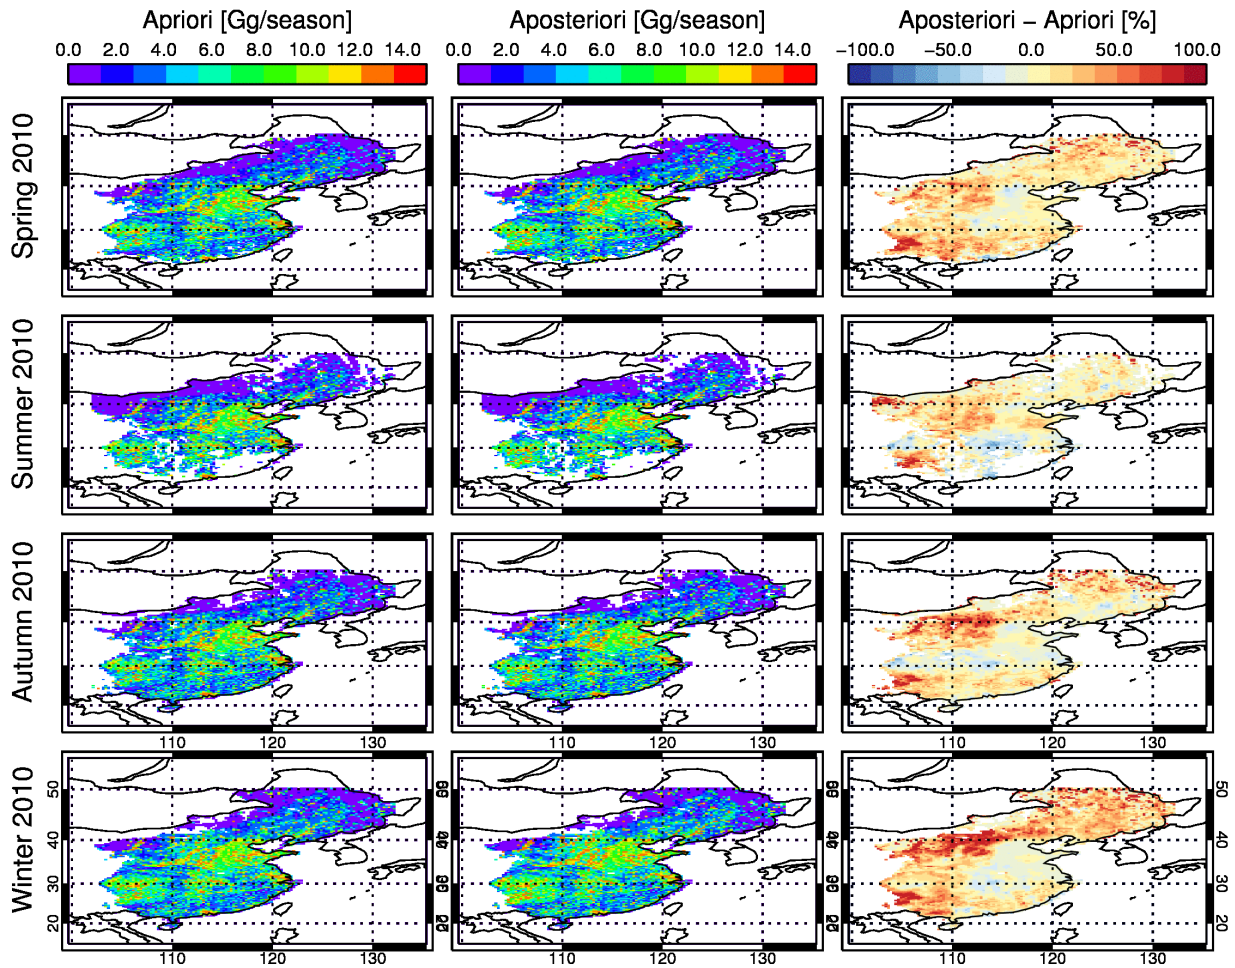 Apriori [Gg/season] Aposteriori [Gg/season] Aposteriori − Apriori [%]
0.0 2.0 4.0 6.0 8.0 10.0 12.0 14.0 0.0 2.0 4.0 6.0 8.0 10.0 12.0 14.0 −100.0 −50.0 0.0 50.0 100.0
Spring 2010
Summer 2010
Autumn 2010
110 120 130 110 120 130 110 120 130
Winter 2010
50 50
40 40
30 30
20 20
110 120 130 110 120 130 110 120 130